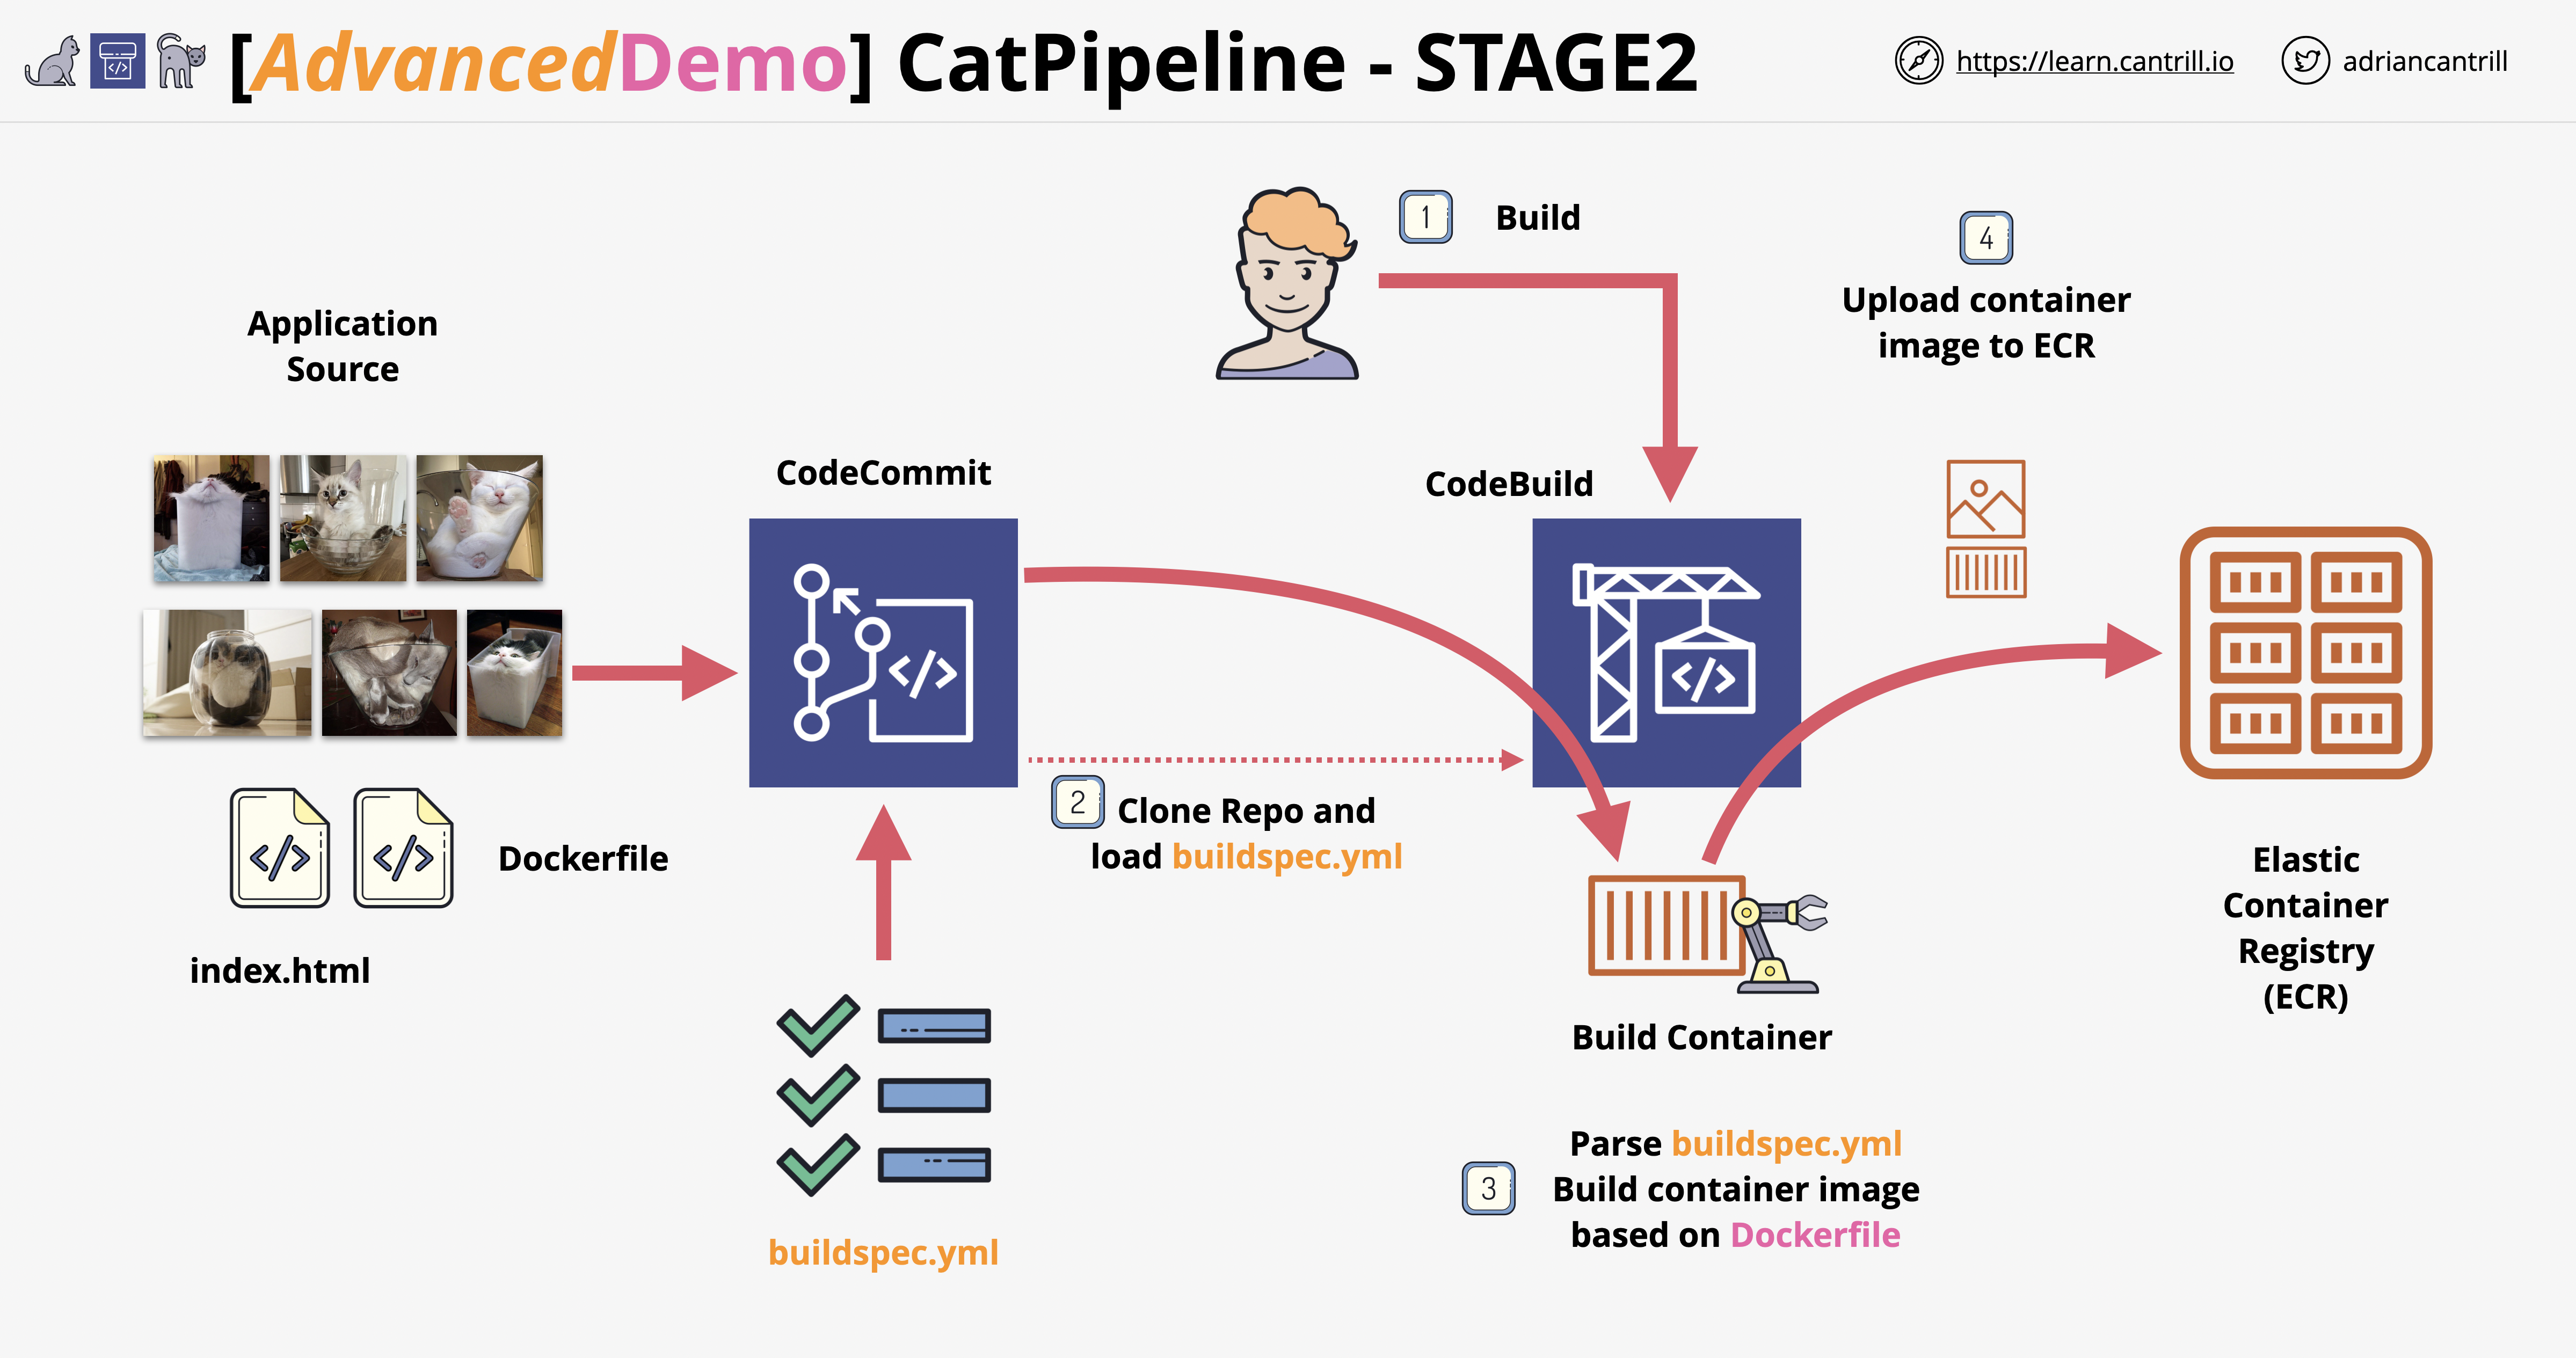 [AdvancedDemo] CatPipeline - STAGE2
https://learn.cantrill.io
adriancantrill
Application
Source
Dockerfile
index.html
CodeCommit
buildspec.yml
1
Build
CodeBuild
2
Clone Repo and
load buildspec.yml
Build Container
3
Parse buildspec.yml
Build container image
based on Dockerfile
4
Upload container
image to ECR
Elastic
Container
Registry
(ECR)